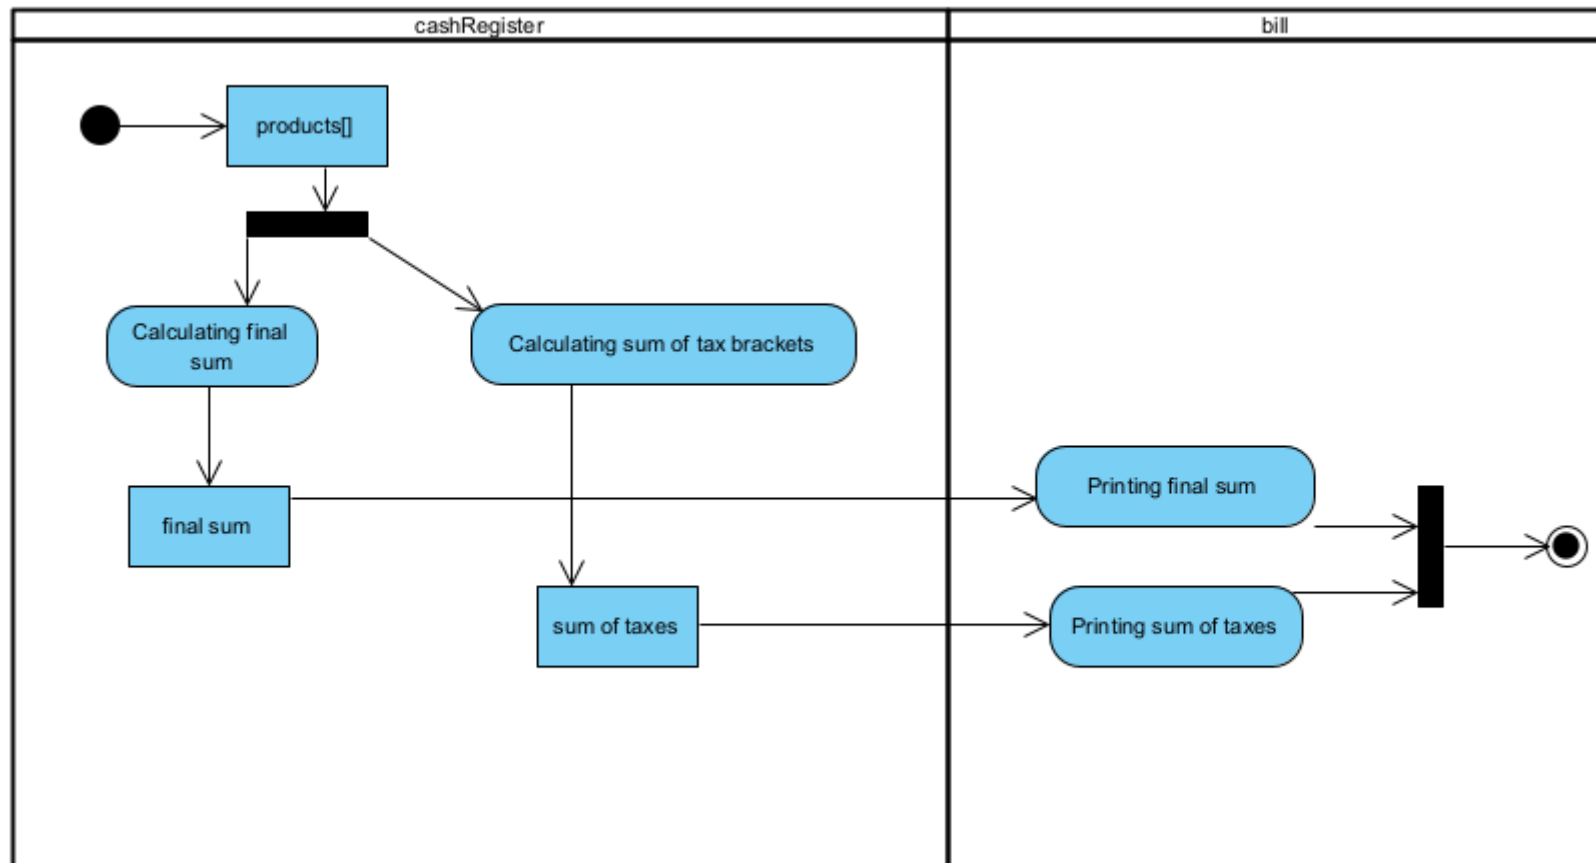 cashRegister
bill
products[]
Calculating final
sum
Calculating sum of tax brackets
final sum
Printing final sum
sum of taxes
Printing sum of taxes